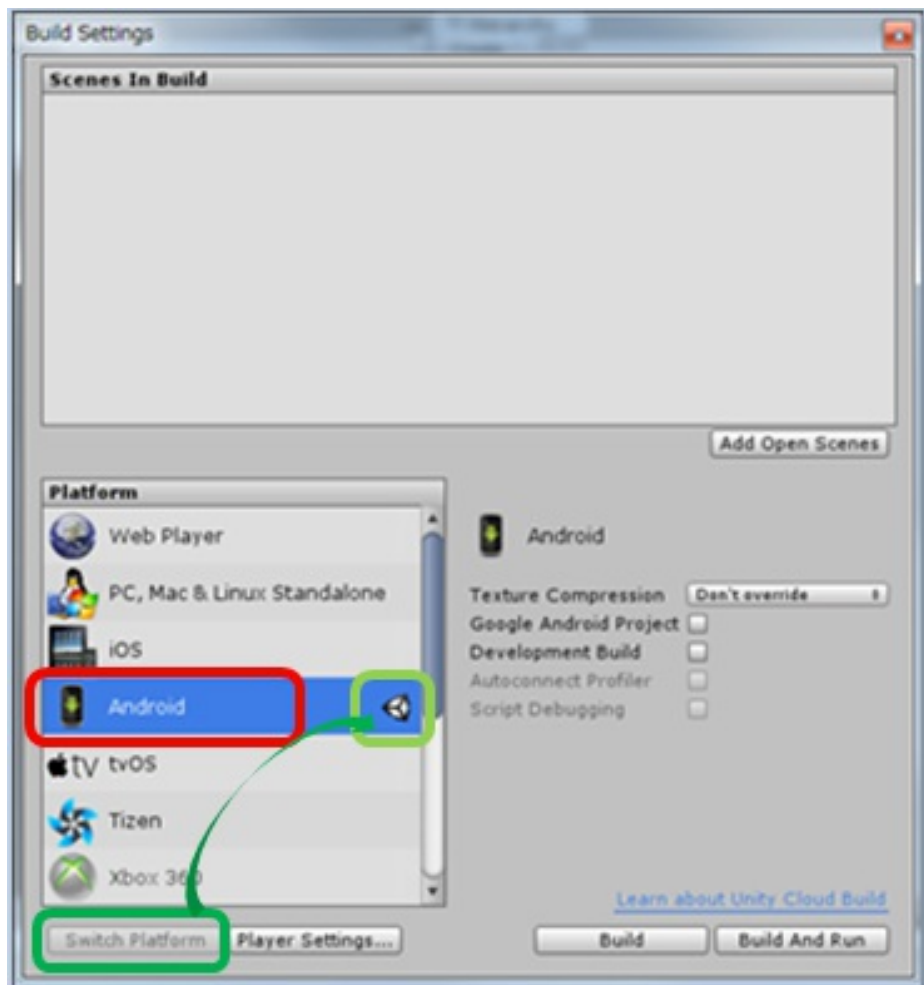 Build Settings
Scenes In Build
Add Open Scenes
Platform
Web Player
PC, Mac & Linux Standalone
iOS
Android
tv tvOS
Tizen
Xbox 360
Switch Platform
Player Settings...
Android
Texture Compression Don't override
Google Android Project
Development Build
Autoconnect Profiler
Script Debugging
Learn about Unity Cloud Build
Build
Build And Run